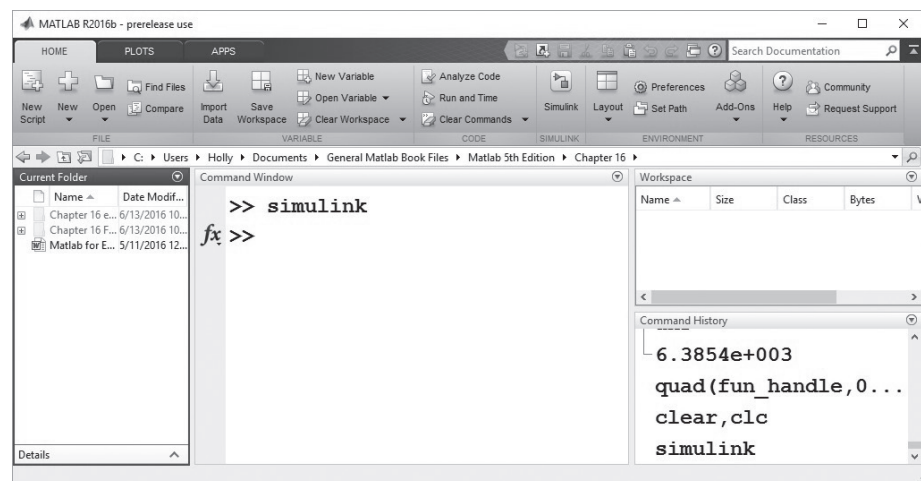 MATLAB R2016b - prerelease use
HOME PLOTS APPS Search Documentation
New Script New Open Find Files Compare Import Data Save Workspace New Variable Open Variable Clear Workspace Analyze Code Run and Time Clear Commands Simulink Layout Preferences Set Path Add-Ons Help Community Request Support
FILE VARIABLE CODE SIMULINK ENVIRONMENT RESOURCES
C: Users Holly Documents General Matlab Book Files Matlab 5th Edition Chapter 16
Current Folder
Name Date Modif...
Chapter 16 e... 6/13/2016 10...
Chapter 16 F... 6/13/2016 10...
Matlab for E... 5/11/2016 12...
Details
Command Window
>> simulink
fx >>
Workspace
Name Size Class Bytes
Command History
6.3854e+003
quad(fun_handle,0...
clear,clc
simulink